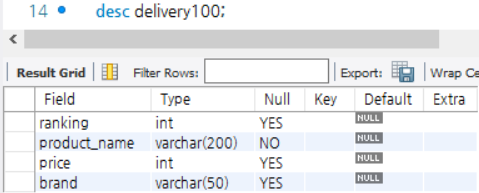 14 desc delivery100;
Result Grid Filter Rows: Export: Wrap Ce
Field Type Null Key Default Extra
ranking int YES NULL
product_name varchar(200) NO NULL
price int YES NULL
brand varchar(50) YES NULL